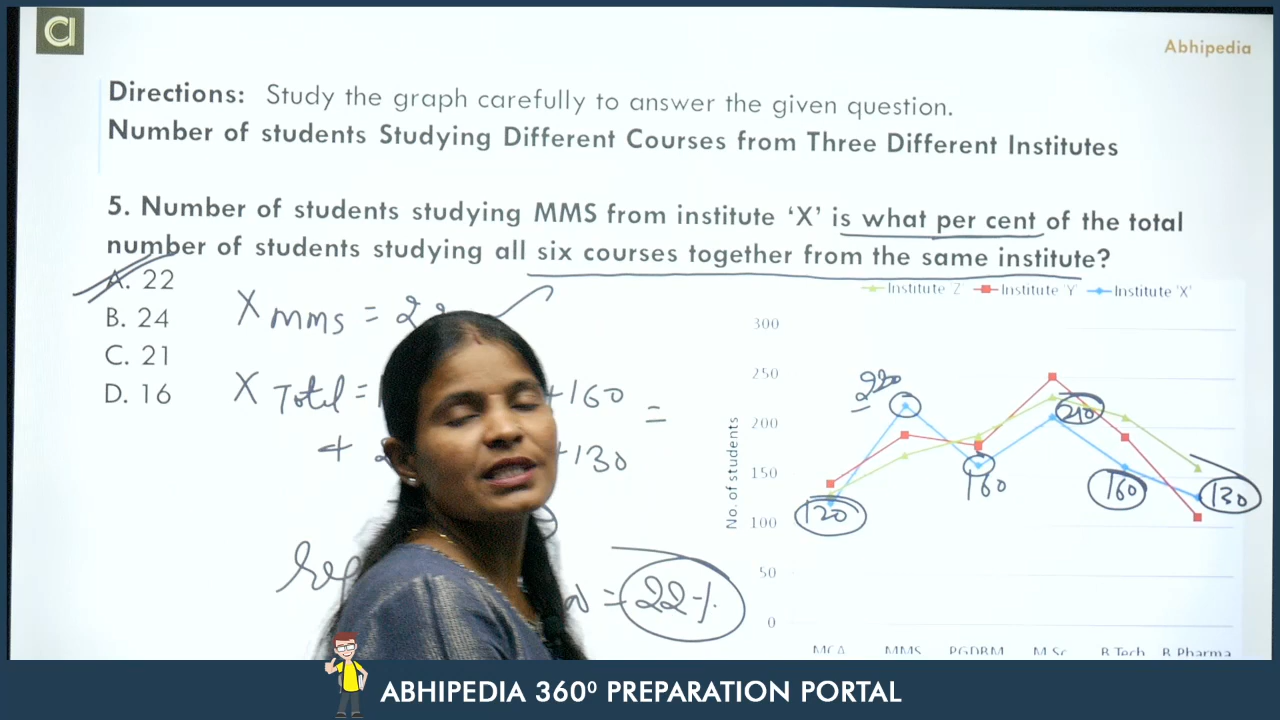 a
Abhipedia
Directions: Study the graph carefully to answer the given question.
Number of students Studying Different Courses from Three Different Institutes
5. Number of students studying MMS from institute ‘X’ is what per cent of the total
number of students studying all six courses together from the same institute?
A. 22
B. 24
C. 21
D. 16
X MMS = 2
X Total =
+160
=
+
+130
= 22%
Institute 'Z' Institute 'Y' Institute 'X'
No. of students
300
250
200
150
100
50
0
220
210
120
160
160
130
MCA MMS PGDBM M.Sc B.Tech B.Pharma
ABHIPEDIA 360⁰ PREPARATION PORTAL